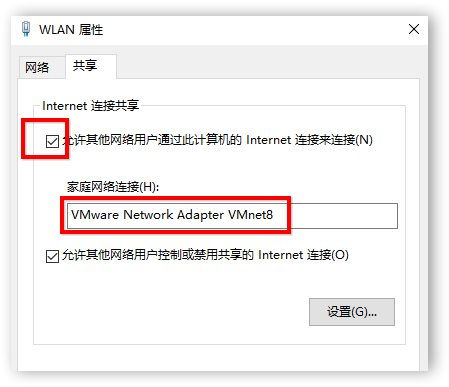 WLAN 属性
网络
共享
Internet 连接共享
允许其他网络用户通过此计算机的 Internet 连接来连接(N)
家庭网络连接(H):
VMware Network Adapter VMnet8
允许其他网络用户控制或禁用共享的 Internet 连接(O)
设置(G)...